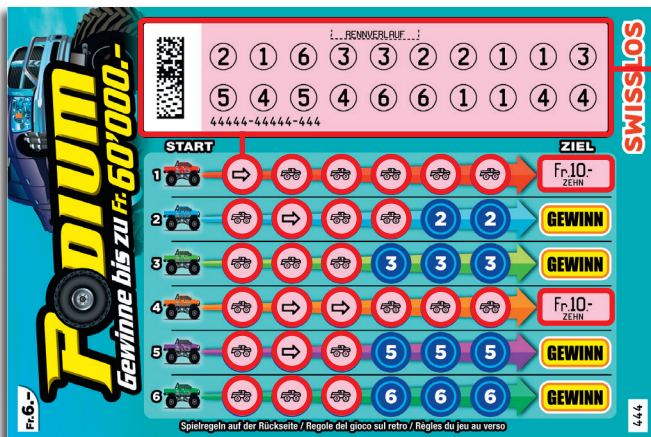 RENNVERLAUF
2 1 6 3 3 2 2 1 1 3
5 4 5 4 6 6 1 1 4 4
44444-44444-444
SWISSLOS
PODIUM
Gewinne bis zu Fr. 60'000.-
START ZIEL
1 Fr.10.-
ZEHN
2 2 2 GEWINN
3 3 3 3 GEWINN
4 Fr.10.-
ZEHN
5 5 5 5 GEWINN
6 6 6 6 GEWINN
Fr.6.-
Spielregeln auf der Rückseite / Regole del gioco sul retro / Règles du jeu au verso
444